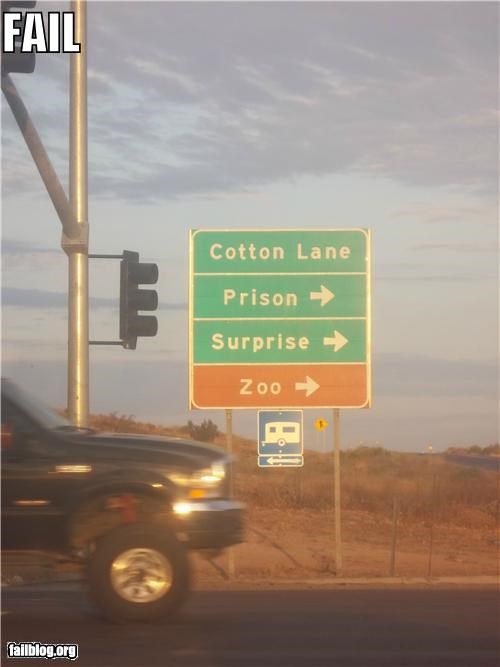 FAIL
Cotton Lane
Prison →
Surprise →
Zoo →
failblog.org